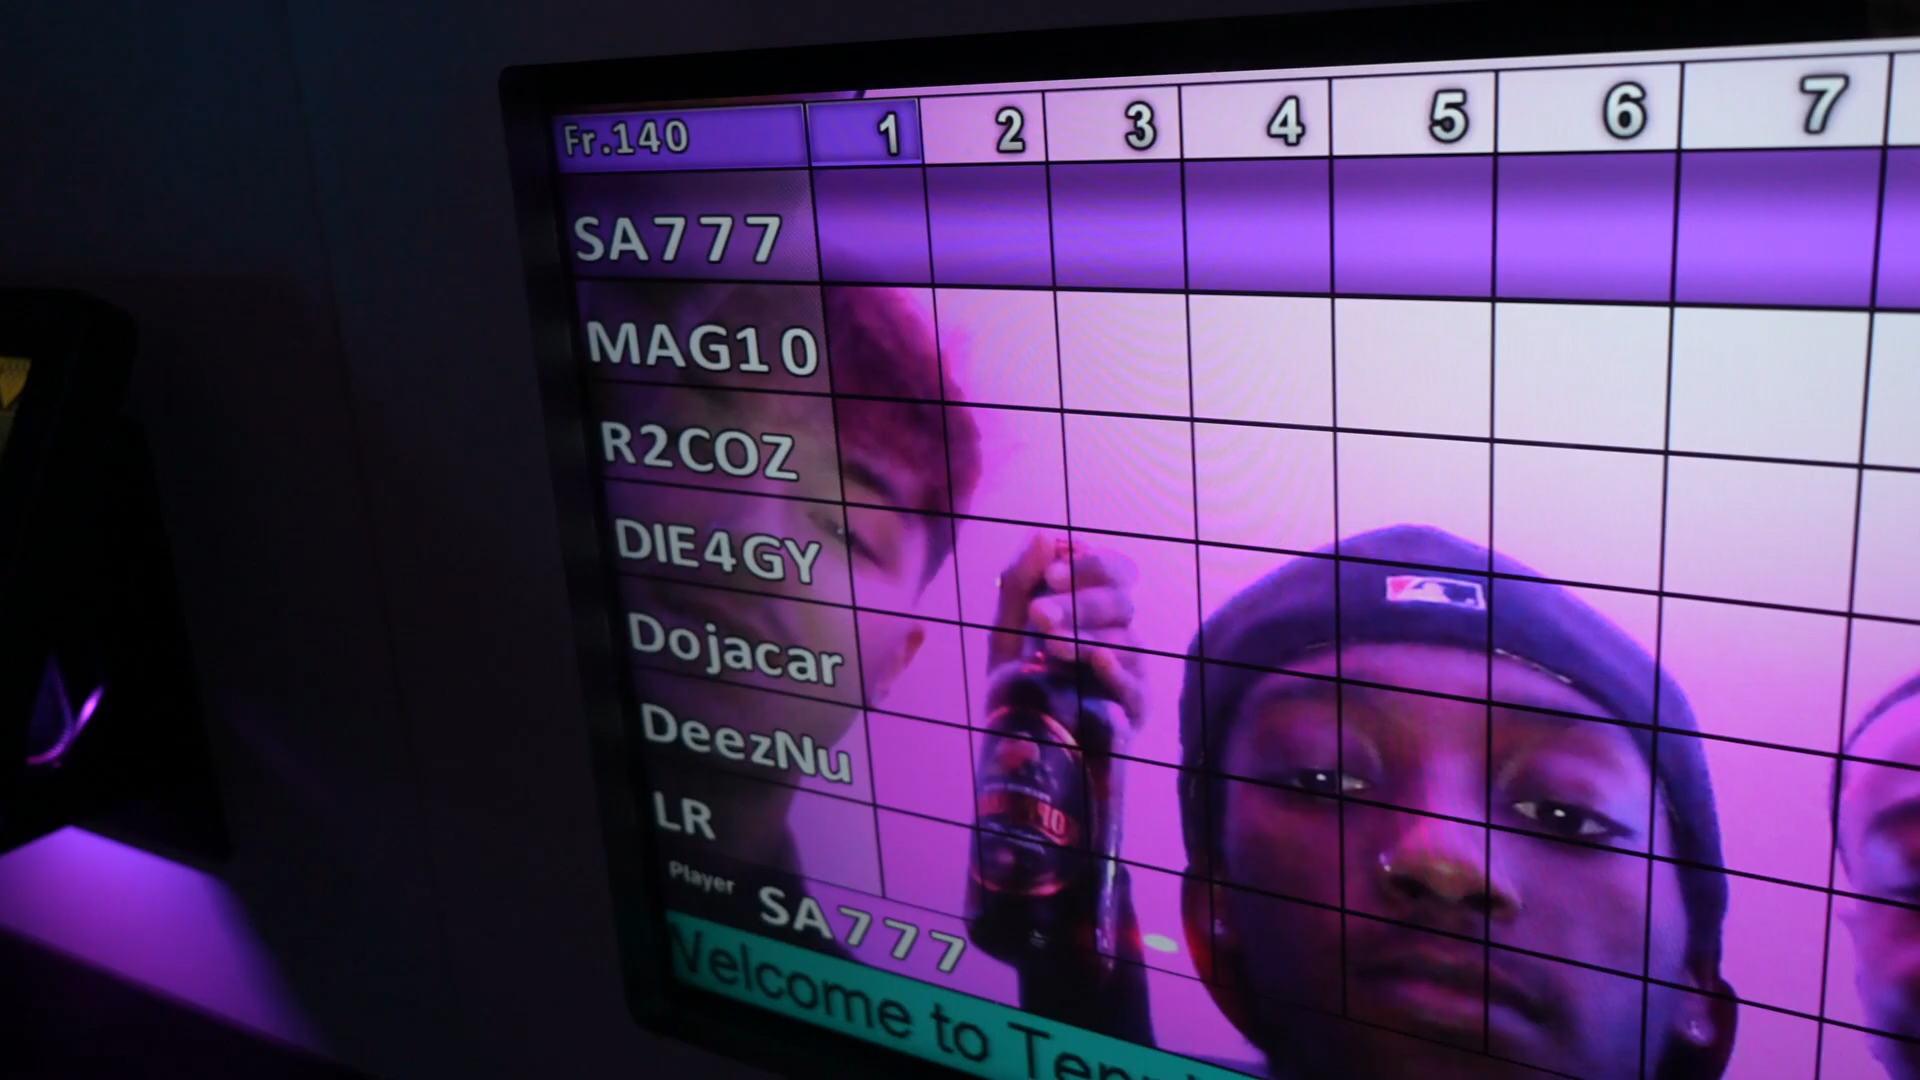 Fr.140 1 2 3 4 5 6 7
SA777
MAG10
R2COZ
DIE4GY
Dojacar
DeezNu
LR
Player SA777
Welcome to